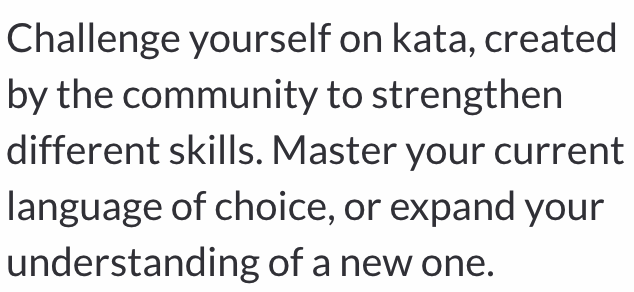 Challenge yourself on kata, created
by the community to strengthen
different skills. Master your current
language of choice, or expand your
understanding of a new one.